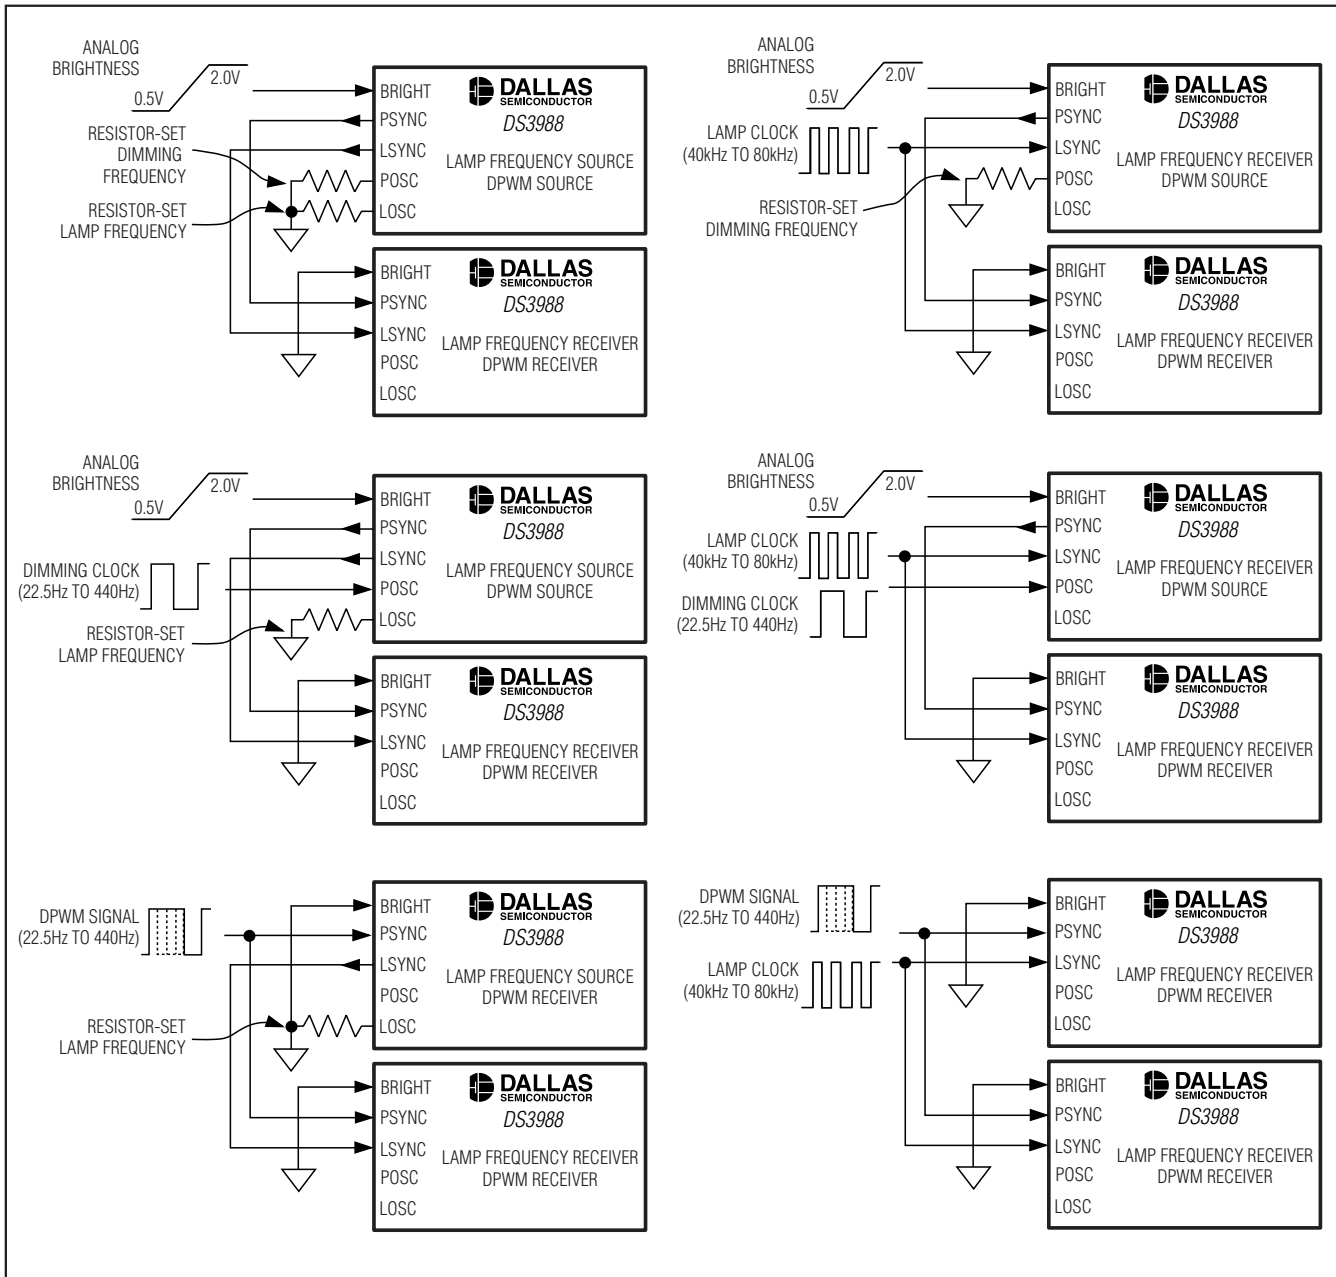 ANALOG
BRIGHTNESS
0.5V
2.0V
RESISTOR-SET
DIMMING
FREQUENCY
RESISTOR-SET
LAMP FREQUENCY
BRIGHT
PSYNC
LSYNC
POSC
LOSC
DALLAS
SEMICONDUCTOR
DS3988
LAMP FREQUENCY SOURCE
DPWM SOURCE
BRIGHT
PSYNC
LSYNC
POSC
LOSC
DALLAS
SEMICONDUCTOR
DS3988
LAMP FREQUENCY RECEIVER
DPWM RECEIVER
ANALOG
BRIGHTNESS
0.5V
2.0V
LAMP CLOCK
(40kHz TO 80kHz)
RESISTOR-SET
DIMMING FREQUENCY
BRIGHT
PSYNC
LSYNC
POSC
LOSC
DALLAS
SEMICONDUCTOR
DS3988
LAMP FREQUENCY RECEIVER
DPWM SOURCE
BRIGHT
PSYNC
LSYNC
POSC
LOSC
DALLAS
SEMICONDUCTOR
DS3988
LAMP FREQUENCY RECEIVER
DPWM RECEIVER
ANALOG
BRIGHTNESS
0.5V
2.0V
DIMMING CLOCK
(22.5Hz TO 440Hz)
RESISTOR-SET
LAMP FREQUENCY
BRIGHT
PSYNC
LSYNC
POSC
LOSC
DALLAS
SEMICONDUCTOR
DS3988
LAMP FREQUENCY SOURCE
DPWM SOURCE
BRIGHT
PSYNC
LSYNC
POSC
LOSC
DALLAS
SEMICONDUCTOR
DS3988
LAMP FREQUENCY RECEIVER
DPWM RECEIVER
ANALOG
BRIGHTNESS
0.5V
2.0V
LAMP CLOCK
(40kHz TO 80kHz)
DIMMING CLOCK
(22.5Hz TO 440Hz)
BRIGHT
PSYNC
LSYNC
POSC
LOSC
DALLAS
SEMICONDUCTOR
DS3988
LAMP FREQUENCY RECEIVER
DPWM SOURCE
BRIGHT
PSYNC
LSYNC
POSC
LOSC
DALLAS
SEMICONDUCTOR
DS3988
LAMP FREQUENCY RECEIVER
DPWM RECEIVER
DPWM SIGNAL
(22.5Hz TO 440Hz)
RESISTOR-SET
LAMP FREQUENCY
BRIGHT
PSYNC
LSYNC
POSC
LOSC
DALLAS
SEMICONDUCTOR
DS3988
LAMP FREQUENCY SOURCE
DPWM RECEIVER
BRIGHT
PSYNC
LSYNC
POSC
LOSC
DALLAS
SEMICONDUCTOR
DS3988
LAMP FREQUENCY RECEIVER
DPWM RECEIVER
DPWM SIGNAL
(22.5Hz TO 440Hz)
LAMP CLOCK
(40kHz TO 80kHz)
BRIGHT
PSYNC
LSYNC
POSC
LOSC
DALLAS
SEMICONDUCTOR
DS3988
LAMP FREQUENCY RECEIVER
DPWM RECEIVER
BRIGHT
PSYNC
LSYNC
POSC
LOSC
DALLAS
SEMICONDUCTOR
DS3988
LAMP FREQUENCY RECEIVER
DPWM RECEIVER